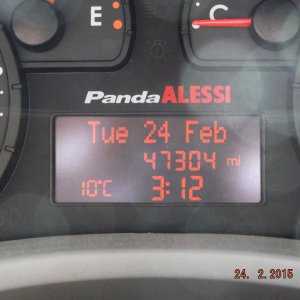 E C
PandaALESSI
Tue 24 Feb
47304 mi
10°C 3:12
24. 2.2015